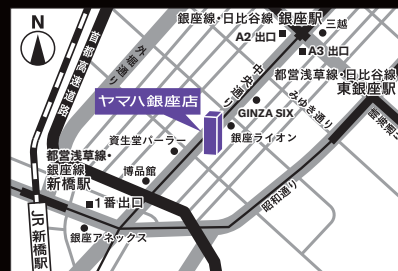 N
銀座線・日比谷線 銀座駅
三越
A2 出口
A3 出口
首都高速道路
外堀通り
中央通り
都営浅草線・日比谷線
東銀座駅
みゆき通り
ヤマハ銀座店
GINZA SIX
銀座ライオン
資生堂パーラー
都営浅草線・
銀座線
新橋駅
博品館
1 番出口
昭和通り
JR 新橋駅
銀座アネックス